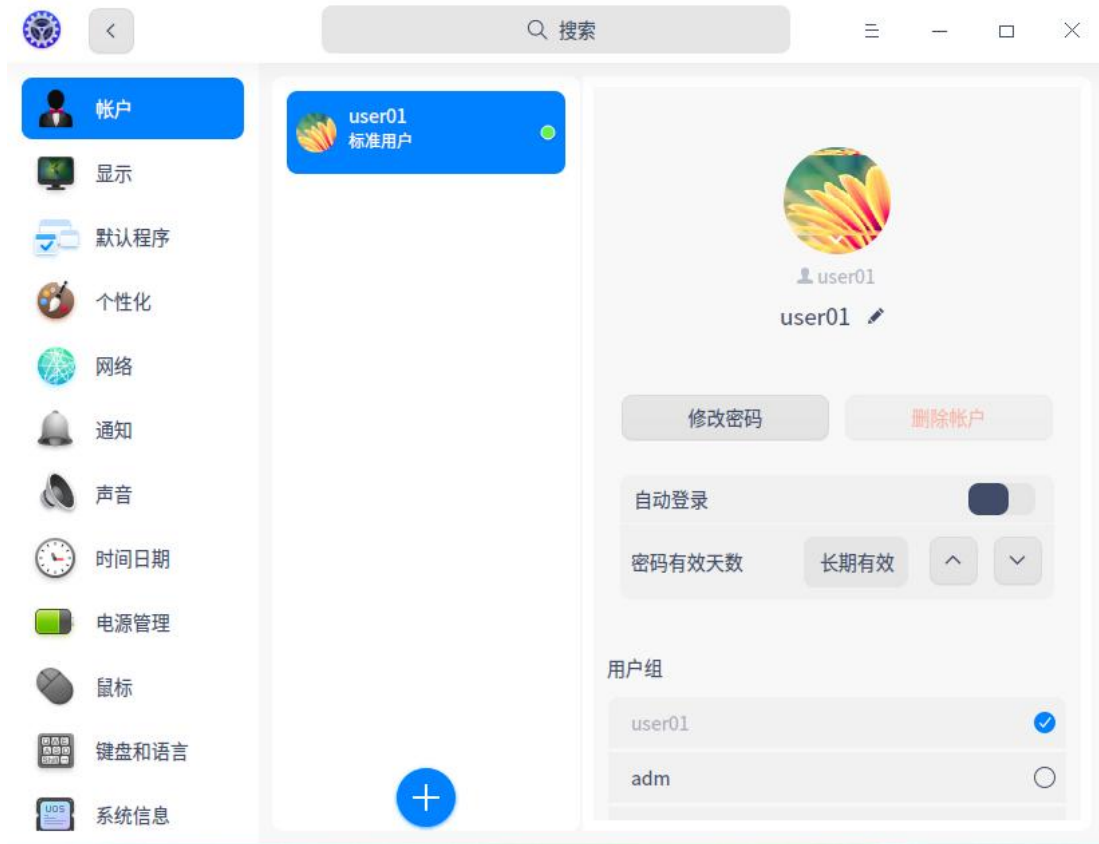 搜索
帐户
显示
默认程序
个性化
网络
通知
声音
时间日期
电源管理
鼠标
键盘和语言
UOS
系统信息
user01
标准用户
user01
user01
修改密码
删除帐户
自动登录
密码有效天数 长期有效
用户组
user01
adm